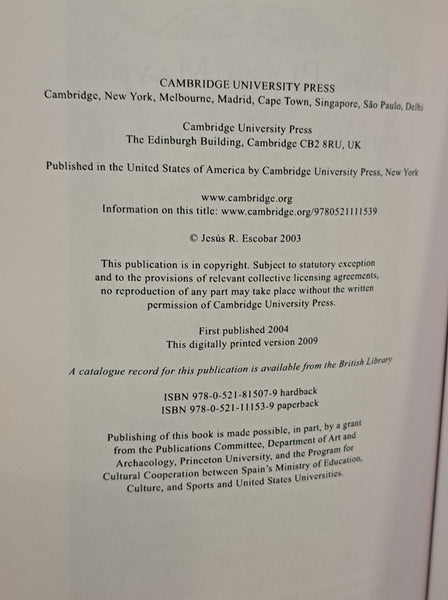 CAMBRIDGE UNIVERSITY PRESS
Cambridge, New York, Melbourne, Madrid, Cape Town, Singapore, São Paulo, Delhi
Cambridge University Press
The Edinburgh Building, Cambridge CB2 8RU, UK
Published in the United States of America by Cambridge University Press, New York
www.cambridge.org
Information on this title: www.cambridge.org/9780521111539
© Jesús R. Escobar 2003
This publication is in copyright. Subject to statutory exception
and to the provisions of relevant collective licensing agreements,
no reproduction of any part may take place without the written
permission of Cambridge University Press.
First published 2004
This digitally printed version 2009
A catalogue record for this publication is available from the British Library
ISBN 978-0-521-81507-9 hardback
ISBN 978-0-521-11153-9 paperback
Publishing of this book is made possible, in part, by a grant
from the Publications Committee, Department of Art and
Archaeology, Princeton University, and the Program for
Cultural Cooperation between Spain's Ministry of Education,
Culture, and Sports and United States Universities.